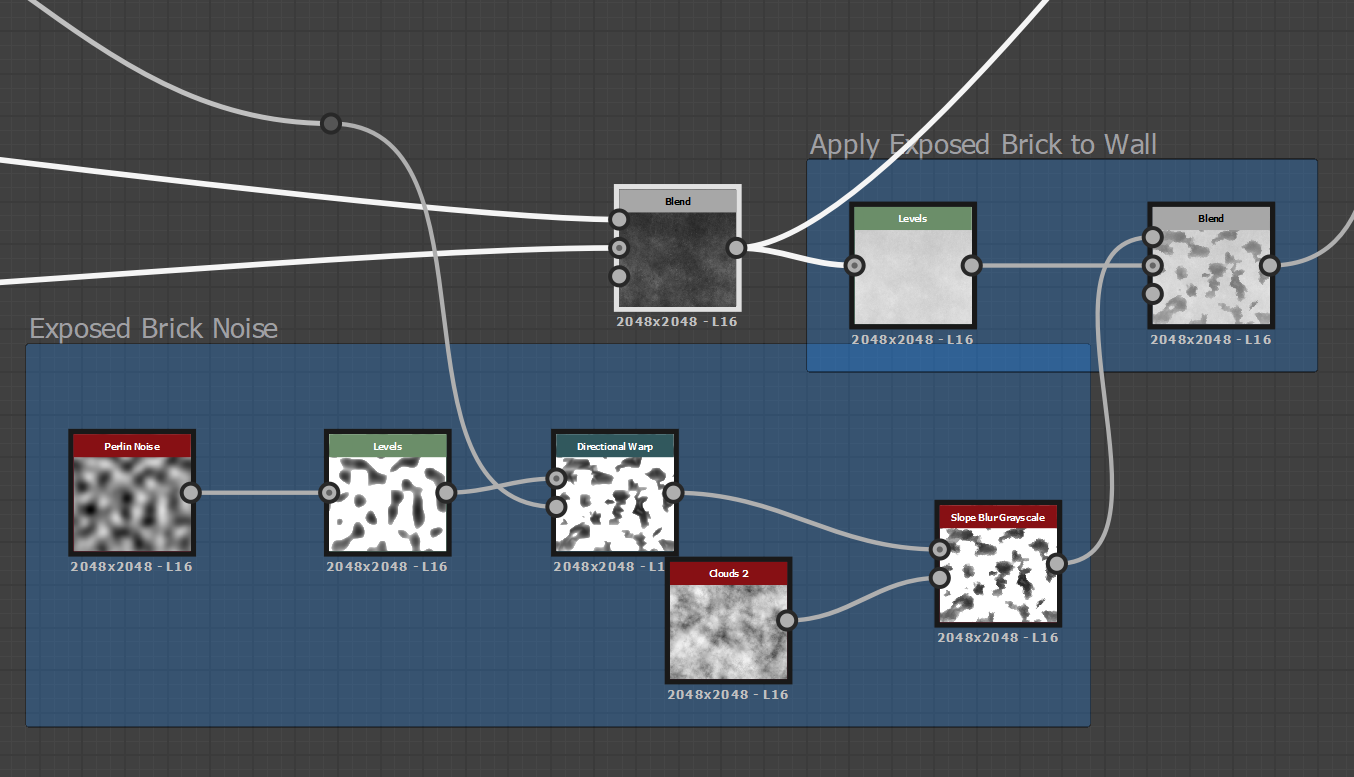 Apply Exposed Brick to Wall
Blend
Levels
Blend
2048x2048 - L16
2048x2048 - L16
2048x2048 - L16
Exposed Brick Noise
Perlin Noise
Levels
Directional Warp
2048x2048 - L16
2048x2048 - L16
2048x2048 - L1
Clouds 2
Slope Blur Grayscale
2048x2048 - L16
2048x2048 - L16